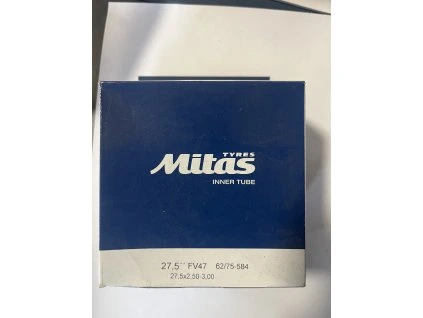 TYRES
Mitas
INNER TUBE
27,5'' FV47 62/75-584
27,5x2.50-3,00